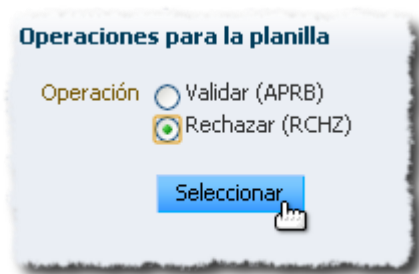 Operaciones para la planilla
Operación Validar (APRB)
Rechazar (RCHZ)
Seleccionar